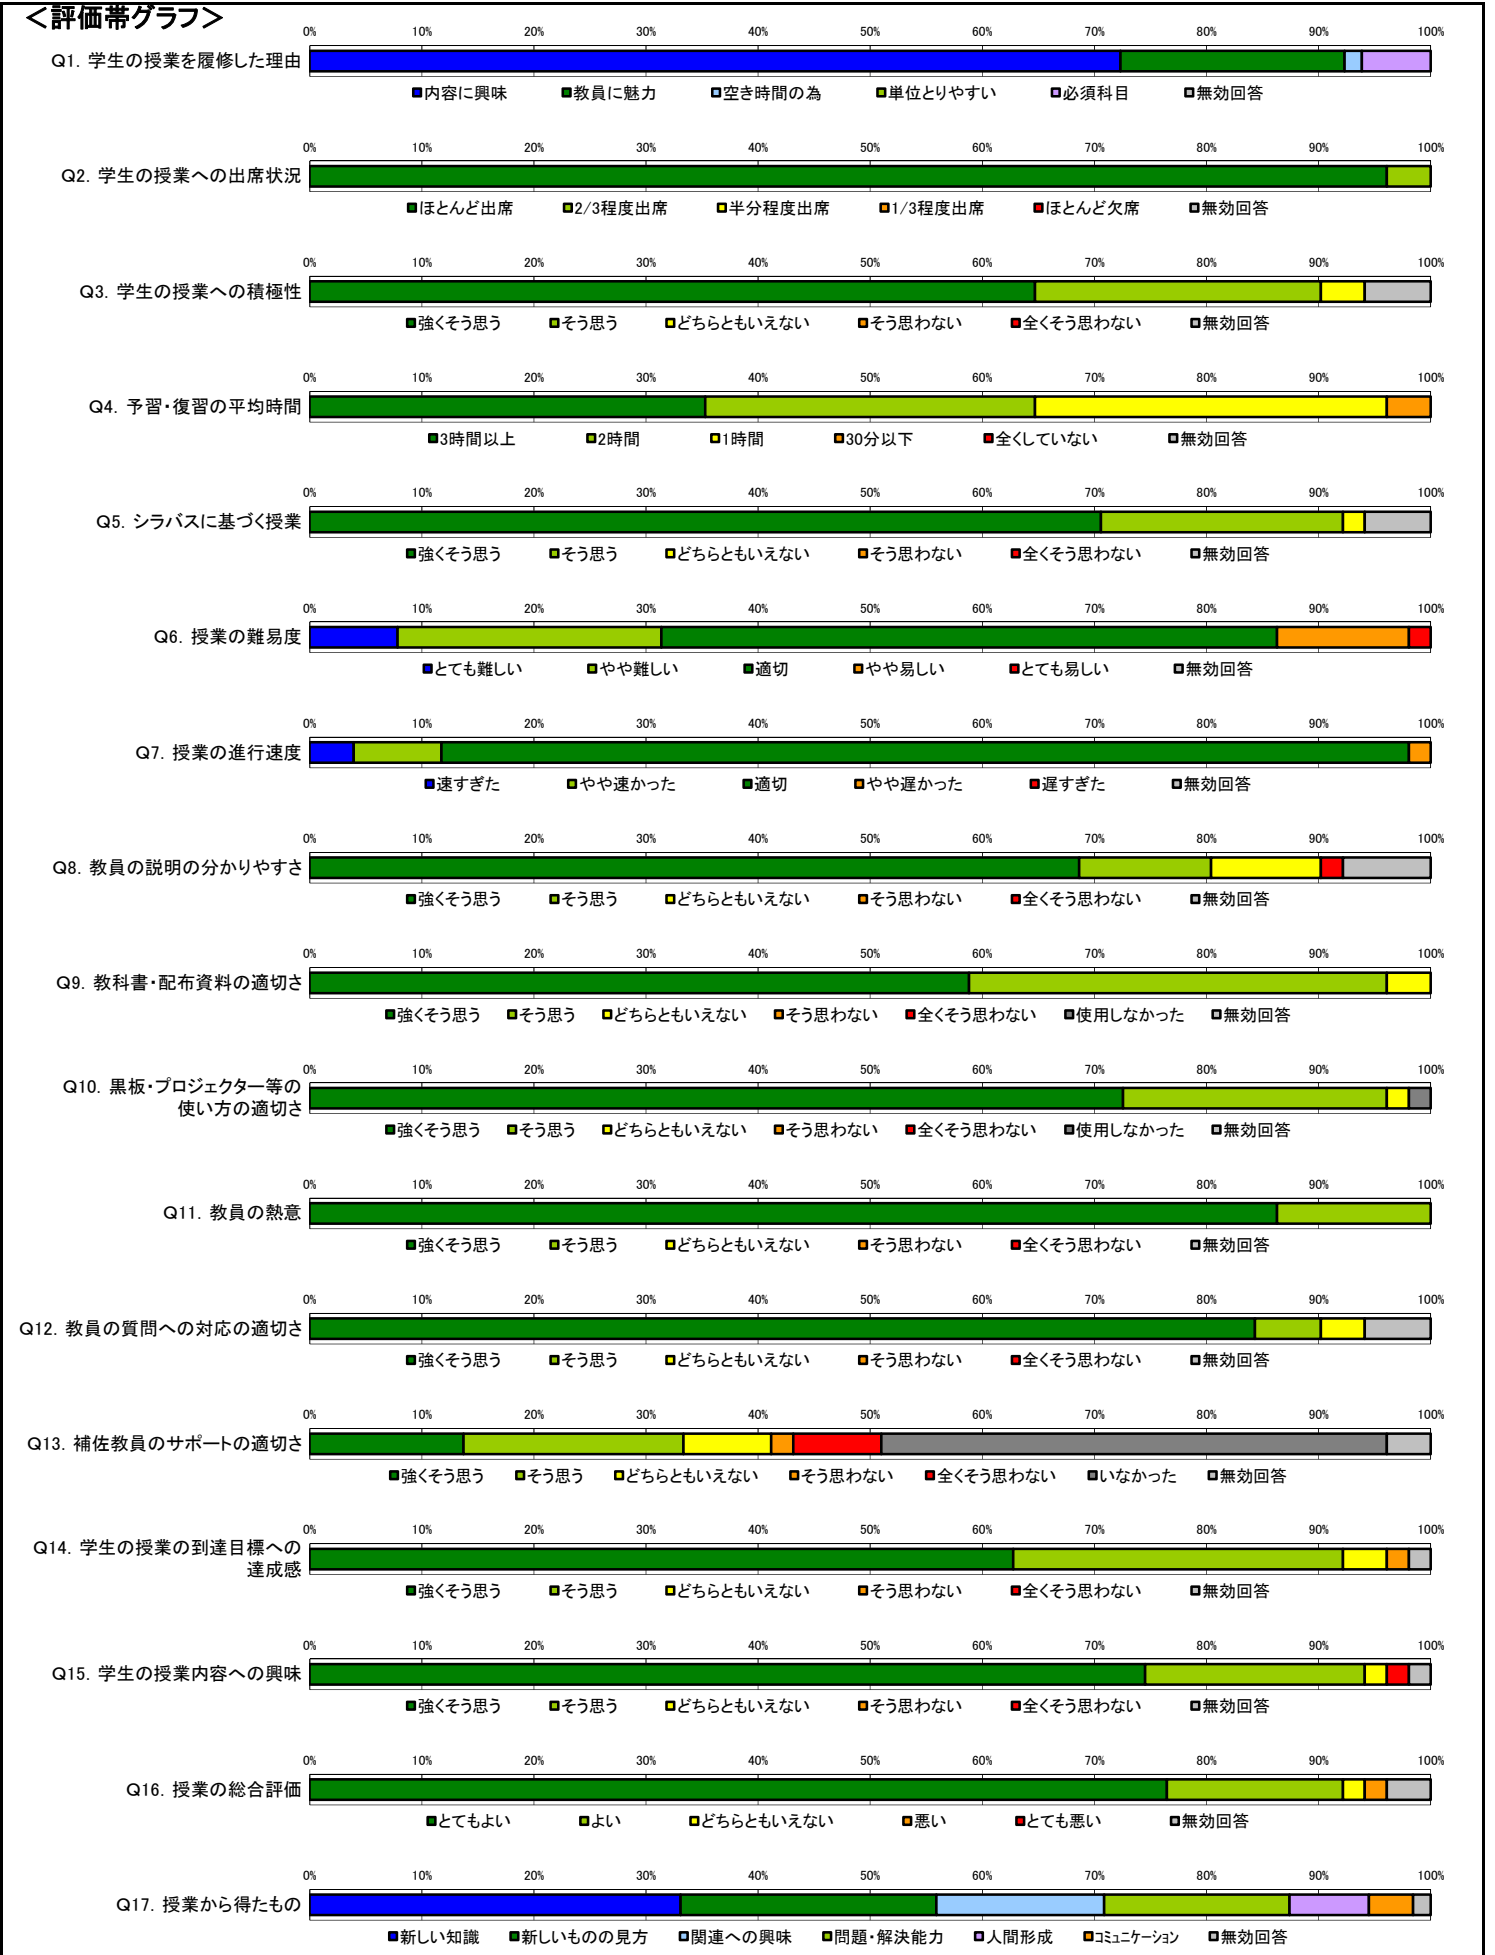 ＜評価帯グラフ＞
0% 10% 20% 30% 40% 50% 60% 70% 80% 90% 100%
Q1. 学生の授業を履修した理由
内容に興味 教員に魅力 空き時間の為 単位とりやすい 必須科目 無効回答
0% 10% 20% 30% 40% 50% 60% 70% 80% 90% 100%
Q2. 学生の授業への出席状況
ほとんど出席 2/3程度出席 半分程度出席 1/3程度出席 ほとんど欠席 無効回答
0% 10% 20% 30% 40% 50% 60% 70% 80% 90% 100%
Q3. 学生の授業への積極性
強くそう思う そう思う どちらともいえない そう思わない 全くそう思わない 無効回答
0% 10% 20% 30% 40% 50% 60% 70% 80% 90% 100%
Q4. 予習・復習の平均時間
3時間以上 2時間 1時間 30分以下 全くしていない 無効回答
0% 10% 20% 30% 40% 50% 60% 70% 80% 90% 100%
Q5. シラバスに基づく授業
強くそう思う そう思う どちらともいえない そう思わない 全くそう思わない 無効回答
0% 10% 20% 30% 40% 50% 60% 70% 80% 90% 100%
Q6. 授業の難易度
とても難しい やや難しい 適切 やや易しい とても易しい 無効回答
0% 10% 20% 30% 40% 50% 60% 70% 80% 90% 100%
Q7. 授業の進行速度
速すぎた やや速かった 適切 やや遅かった 遅すぎた 無効回答
0% 10% 20% 30% 40% 50% 60% 70% 80% 90% 100%
Q8. 教員の説明の分かりやすさ
強くそう思う そう思う どちらともいえない そう思わない 全くそう思わない 無効回答
0% 10% 20% 30% 40% 50% 60% 70% 80% 90% 100%
Q9. 教科書・配布資料の適切さ
強くそう思う そう思う どちらともいえない そう思わない 全くそう思わない 使用しなかった 無効回答
0% 10% 20% 30% 40% 50% 60% 70% 80% 90% 100%
Q10. 黒板・プロジェクター等の
使い方の適切さ
強くそう思う そう思う どちらともいえない そう思わない 全くそう思わない 使用しなかった 無効回答
0% 10% 20% 30% 40% 50% 60% 70% 80% 90% 100%
Q11. 教員の熱意
強くそう思う そう思う どちらともいえない そう思わない 全くそう思わない 無効回答
0% 10% 20% 30% 40% 50% 60% 70% 80% 90% 100%
Q12. 教員の質問への対応の適切さ
強くそう思う そう思う どちらともいえない そう思わない 全くそう思わない 無効回答
0% 10% 20% 30% 40% 50% 60% 70% 80% 90% 100%
Q13. 補佐教員のサポートの適切さ
強くそう思う そう思う どちらともいえない そう思わない 全くそう思わない いなかった 無効回答
0% 10% 20% 30% 40% 50% 60% 70% 80% 90% 100%
Q14. 学生の授業の到達目標への
達成感
強くそう思う そう思う どちらともいえない そう思わない 全くそう思わない 無効回答
0% 10% 20% 30% 40% 50% 60% 70% 80% 90% 100%
Q15. 学生の授業内容への興味
強くそう思う そう思う どちらともいえない そう思わない 全くそう思わない 無効回答
0% 10% 20% 30% 40% 50% 60% 70% 80% 90% 100%
Q16. 授業の総合評価
とてもよい よい どちらともいえない 悪い とても悪い 無効回答
0% 10% 20% 30% 40% 50% 60% 70% 80% 90% 100%
Q17. 授業から得たもの
新しい知識 新しいものの見方 関連への興味 問題・解決能力 人間形成 コミュニケーション 無効回答